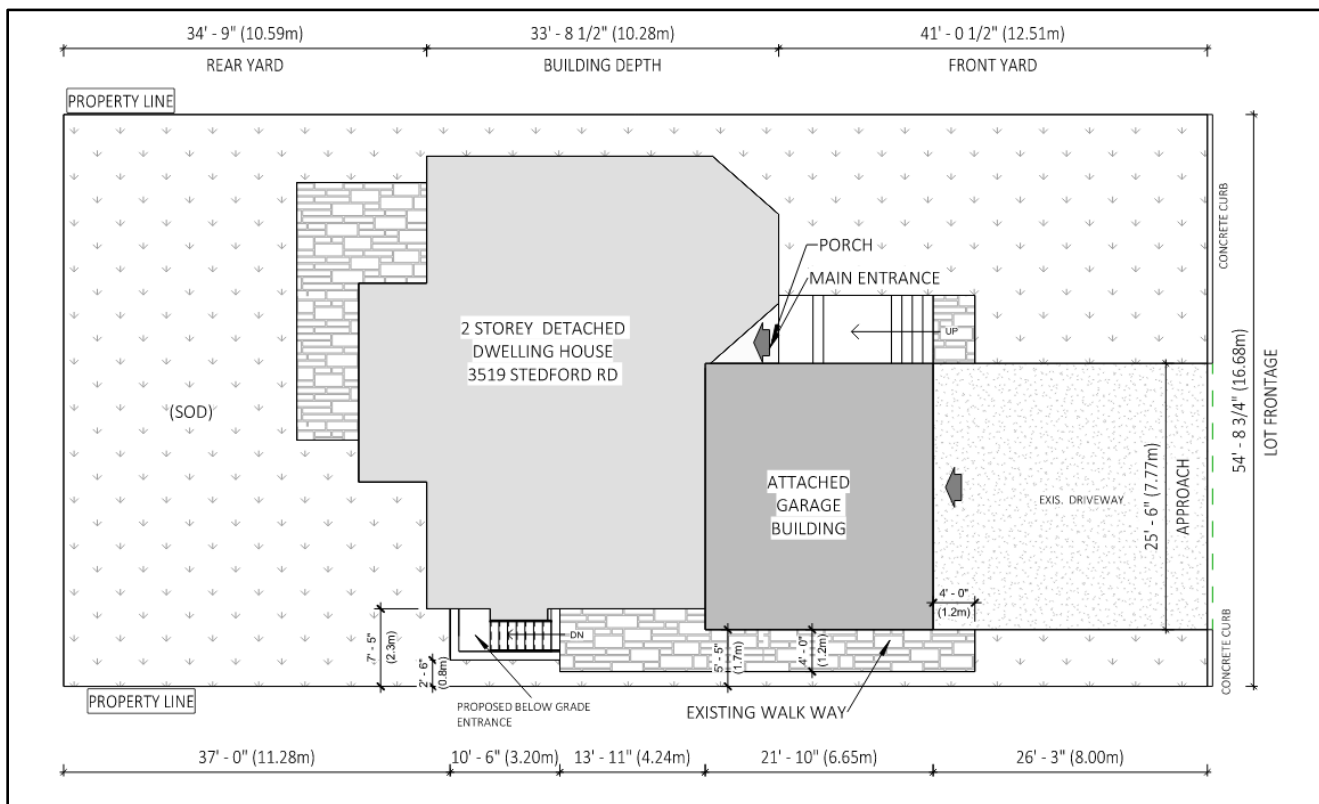 34' - 9" (10.59m)
33' - 8 1/2" (10.28m)
41' - 0 1/2" (12.51m)
REAR YARD
BUILDING DEPTH
FRONT YARD
PROPERTY LINE
CONCRETE CURB
PORCH
MAIN ENTRANCE
UP
2 STOREY DETACHED
DWELLING HOUSE
3519 STEDFORD RD
(SOD)
54' - 8 3/4" (16.68m)
LOT FRONTAGE
ATTACHED
GARAGE
BUILDING
EXIS. DRIVEWAY
25' - 6" (7.77m)
APPROACH
4' - 0"
(1.2m)
DN
7' - 5"
(2.3m)
2' - 6"
(0.8m)
5' - 5"
(1.7m)
4' - 0"
(1.2m)
CONCRETE CURB
PROPERTY LINE
PROPOSED BELOW GRADE
ENTRANCE
EXISTING WALK WAY
37' - 0" (11.28m)
10' - 6" (3.20m)
13' - 11" (4.24m)
21' - 10" (6.65m)
26' - 3" (8.00m)